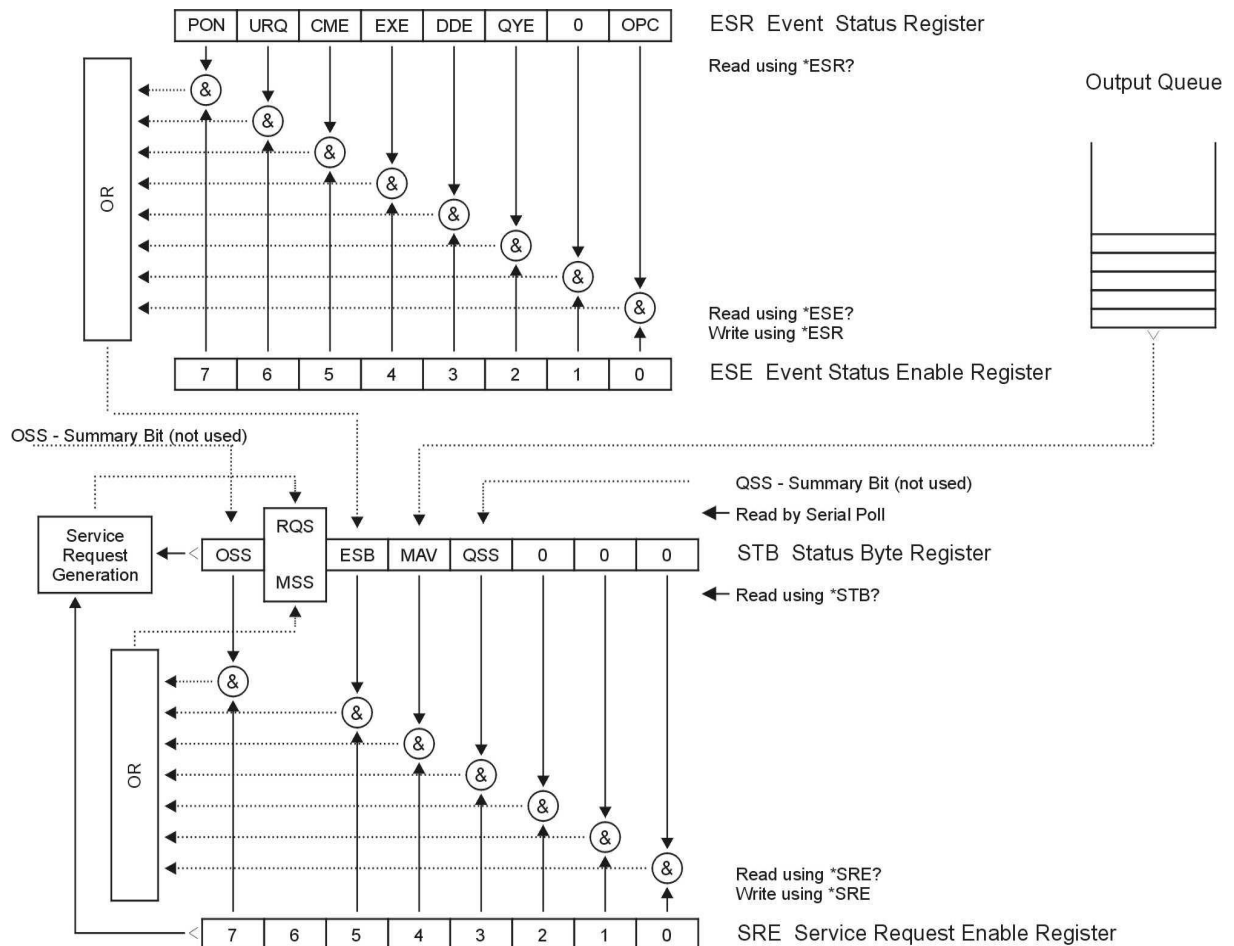 PON URQ CME EXE DDE QYE 0 OPC
ESR Event Status Register
Read using *ESR?
Output Queue
&
&
&
&
&
&
&
&
OR
Read using *ESE?
Write using *ESR
7 6 5 4 3 2 1 0
ESE Event Status Enable Register
OSS - Summary Bit (not used)
QSS - Summary Bit (not used)
Read by Serial Poll
Service
Request
Generation
OSS
RQS
MSS
ESB MAV QSS 0 0 0
STB Status Byte Register
Read using *STB?
&
&
&
&
&
&
&
OR
Read using *SRE?
Write using *SRE
7 6 5 4 3 2 1 0
SRE Service Request Enable Register